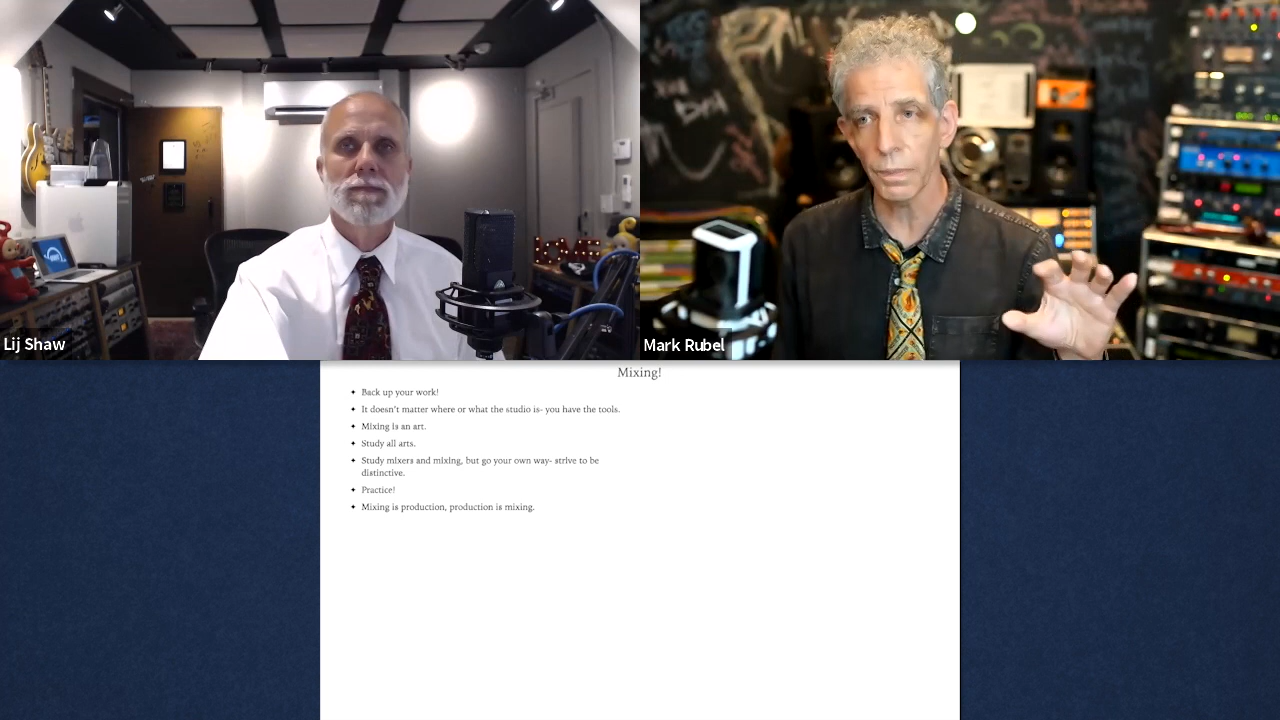 Lij Shaw
Mark Rubel
LOVE
Mixing!
✦ Back up your work!
✦ It doesn't matter where or what the studio is- you have the tools.
✦ Mixing is an art.
✦ Study all arts.
✦ Study mixers and mixing, but go your own way- strive to be
distinctive.
✦ Practice!
✦ Mixing is production, production is mixing.